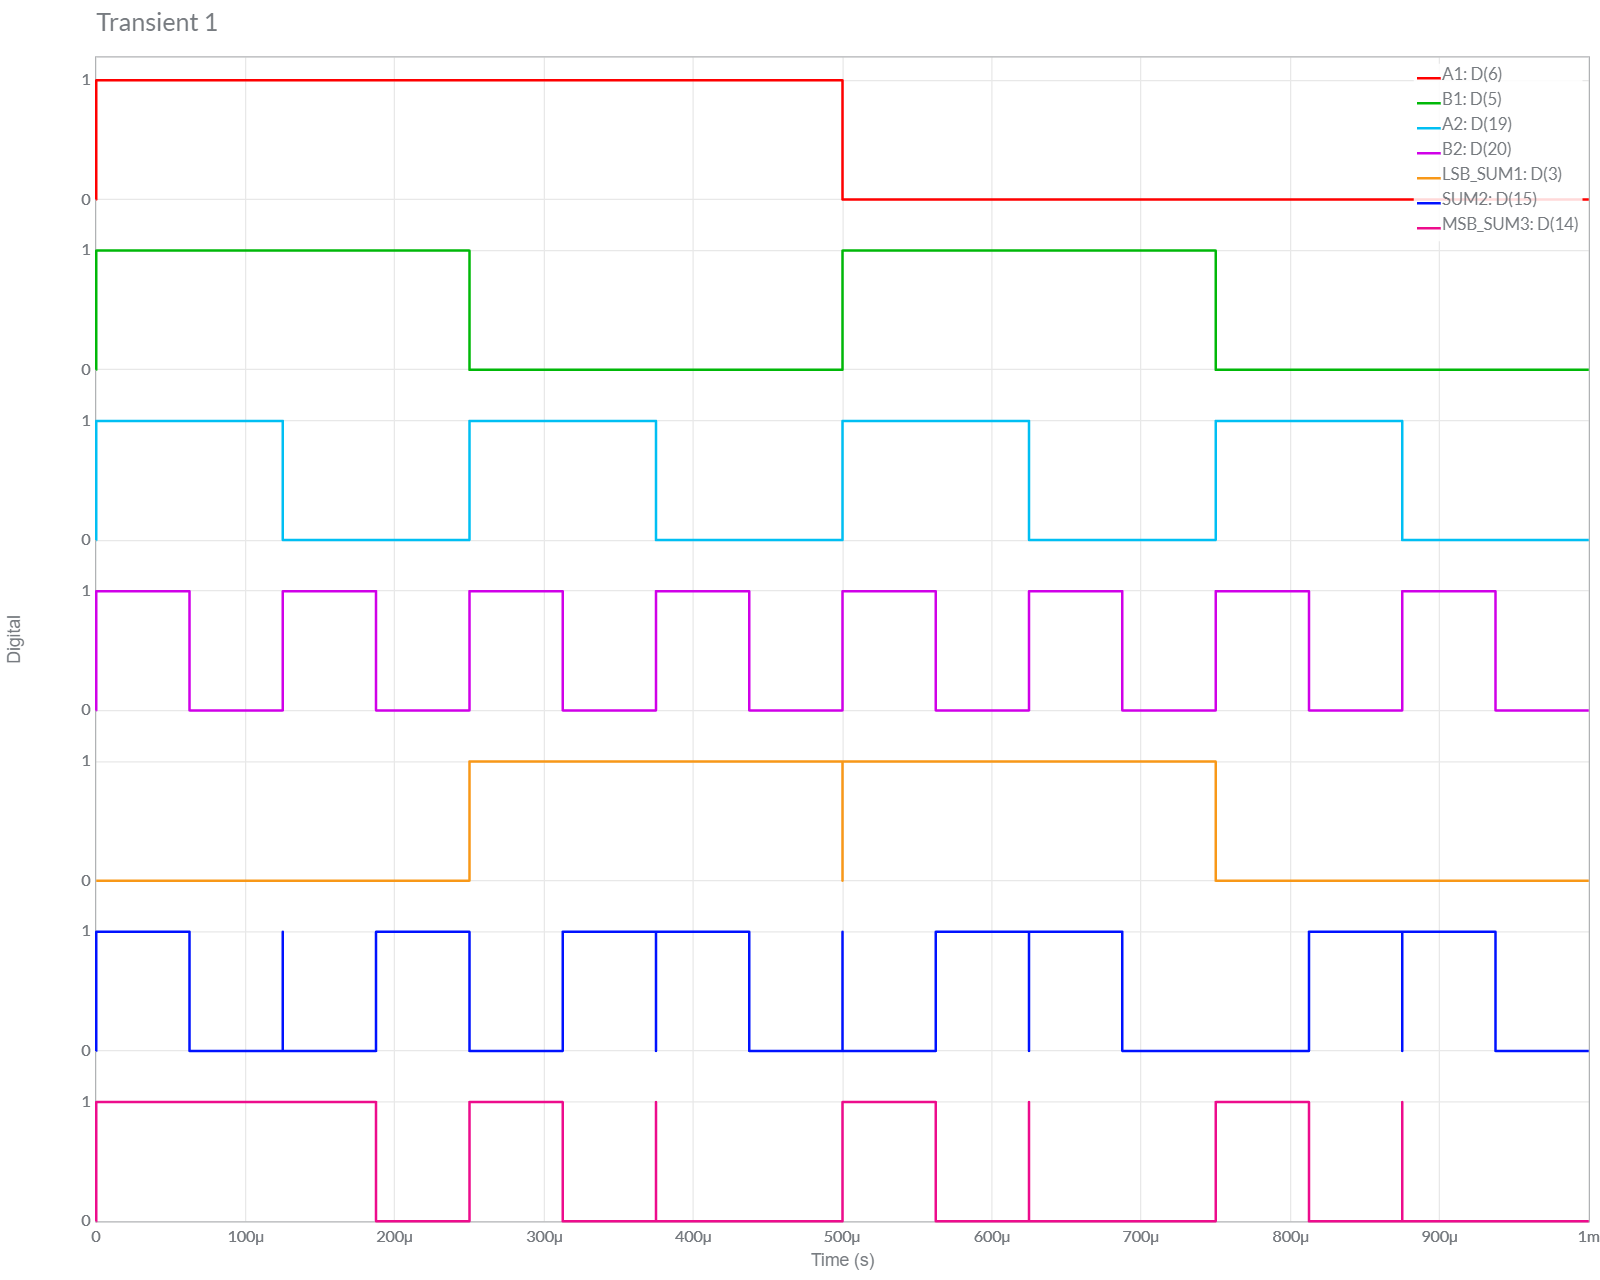 Transient 1
A1: D(6)
B1: D(5)
A2: D(19)
B2: D(20)
LSB_SUM1: D(3)
SUM2: D(15)
MSB_SUM3: D(14)
1
0
1
0
1
0
1
0
1
0
1
0
1
0
Digital
0 100µ 200µ 300µ 400µ 500µ 600µ 700µ 800µ 900µ 1m
Time (s)